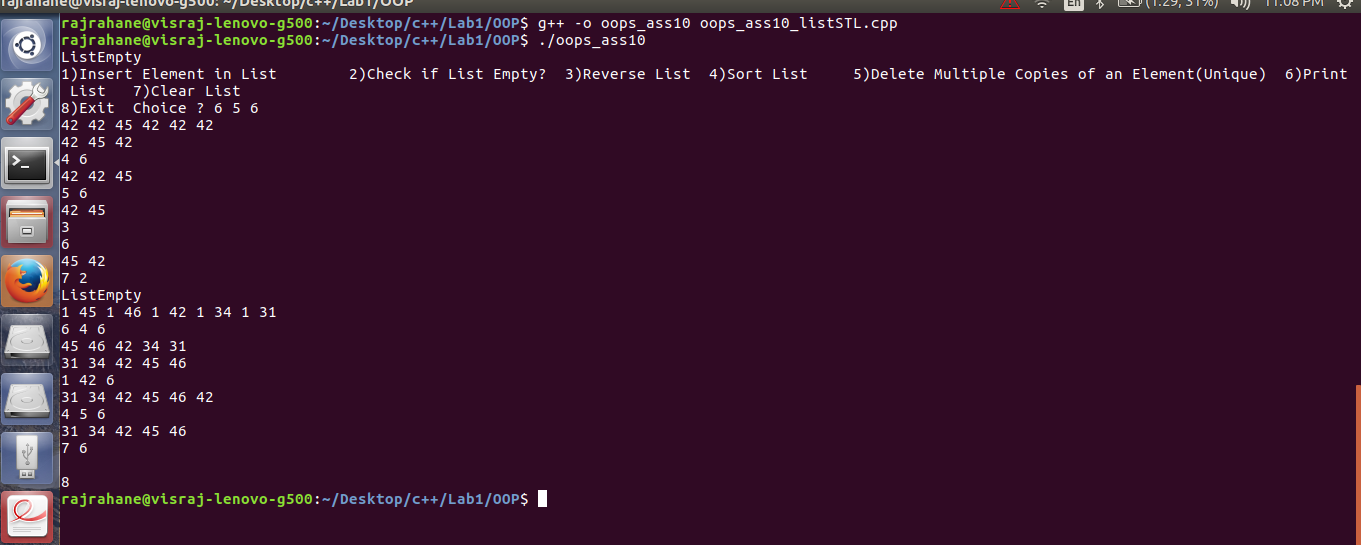 rajrahane@visraj-lenovo-g500: ~/Desktop/c++/Lab1/OOP En (1:29, 31%) 11:08 PM
rajrahane@visraj-lenovo-g500:~/Desktop/c++/Lab1/OOP$ g++ -o oops_ass10 oops_ass10_listSTL.cpp
rajrahane@visraj-lenovo-g500:~/Desktop/c++/Lab1/OOP$ ./oops_ass10
ListEmpty
1)Insert Element in List        2)Check if List Empty?  3)Reverse List  4)Sort List     5)Delete Multiple Copies of an Element(Unique)  6)Print
 List   7)Clear List
8)Exit  Choice ? 6 5 6
42 42 45 42 42 42
42 45 42
4 6
42 42 45
5 6
42 45
3
6
45 42
7 2
ListEmpty
1 45 1 46 1 42 1 34 1 31
6 4 6
45 46 42 34 31
31 34 42 45 46
1 42 6
31 34 42 45 46 42
4 5 6
31 34 42 45 46
7 6
8
rajrahane@visraj-lenovo-g500:~/Desktop/c++/Lab1/OOP$